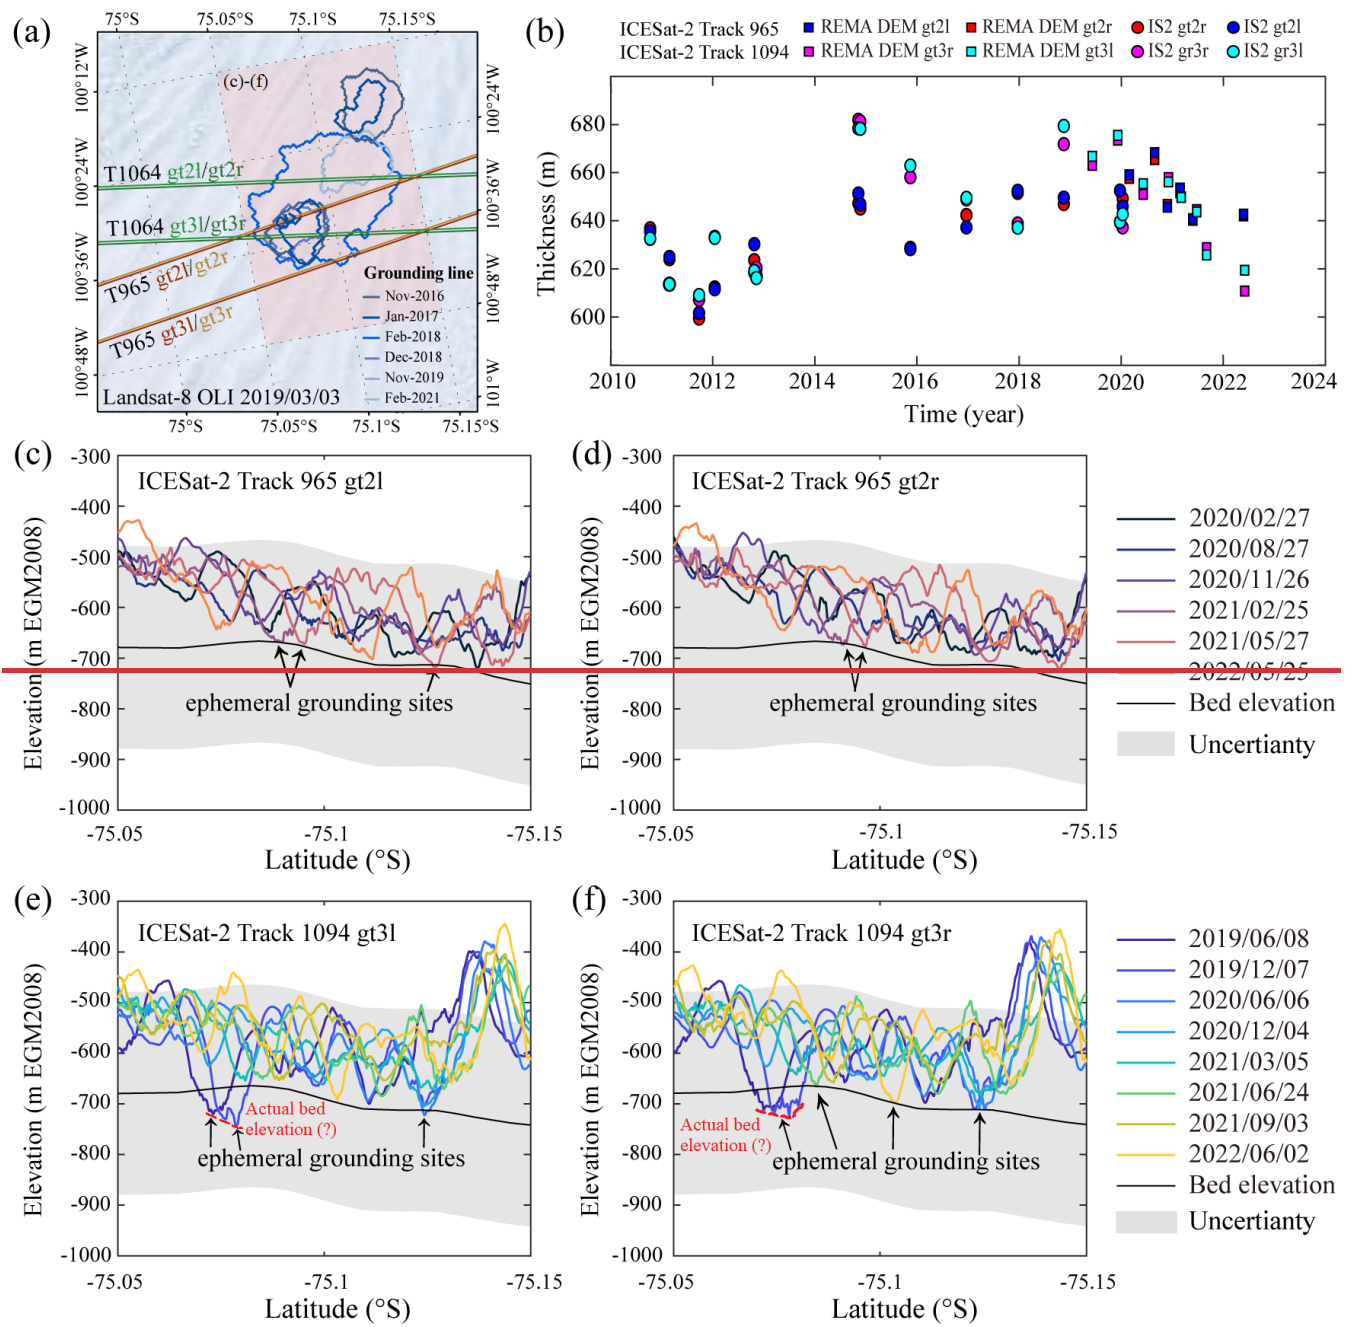 (a)
75°S
75.05°S
75.1°S
75.15°S
100°12'W
100°24'W
100°36'W
100°48'W
100°24'W
100°36'W
100°48'W
101°W
(c)-(f)
T1064 gt2l/gt2r
T1064 gt3l/gt3r
T965 gt2l/gt2r
T965 gt3l/gt3r
Grounding line
Nov-2016
Jan-2017
Feb-2018
Dec-2018
Nov-2019
Feb-2021
Landsat-8 OLI 2019/03/03
75°S
75.05°S
75.1°S
75.15°S
(b)
ICESat-2 Track 965
REMA DEM gt2l
REMA DEM gt2r
IS2 gt2r
IS2 gt2l
ICESat-2 Track 1094
REMA DEM gt3r
REMA DEM gt3l
IS2 gr3r
IS2 gr3l
Thickness (m)
680
660
640
620
600
2010
2012
2014
2016
2018
2020
2022
2024
Time (year)
(c)
ICESat-2 Track 965 gt2l
Elevation (m EGM2008)
-300
-400
-500
-600
-700
-800
-900
-1000
ephemeral grounding sites
-75.05
-75.1
-75.15
Latitude (°S)
(d)
ICESat-2 Track 965 gt2r
Elevation (m EGM2008)
-300
-400
-500
-600
-700
-800
-900
-1000
ephemeral grounding sites
-75.05
-75.1
-75.15
Latitude (°S)
2020/02/27
2020/08/27
2020/11/26
2021/02/25
2021/05/27
2022/05/25
Bed elevation
Uncertianty
(e)
ICESat-2 Track 1094 gt3l
Elevation (m EGM2008)
-300
-400
-500
-600
-700
-800
-900
-1000
Actual bed
elevation (?)
ephemeral grounding sites
-75.05
-75.1
-75.15
Latitude (°S)
(f)
ICESat-2 Track 1094 gt3r
Elevation (m EGM2008)
-300
-400
-500
-600
-700
-800
-900
-1000
Actual bed
elevation (?)
ephemeral grounding sites
-75.05
-75.1
-75.15
Latitude (°S)
2019/06/08
2019/12/07
2020/06/06
2020/12/04
2021/03/05
2021/06/24
2021/09/03
2022/06/02
Bed elevation
Uncertianty